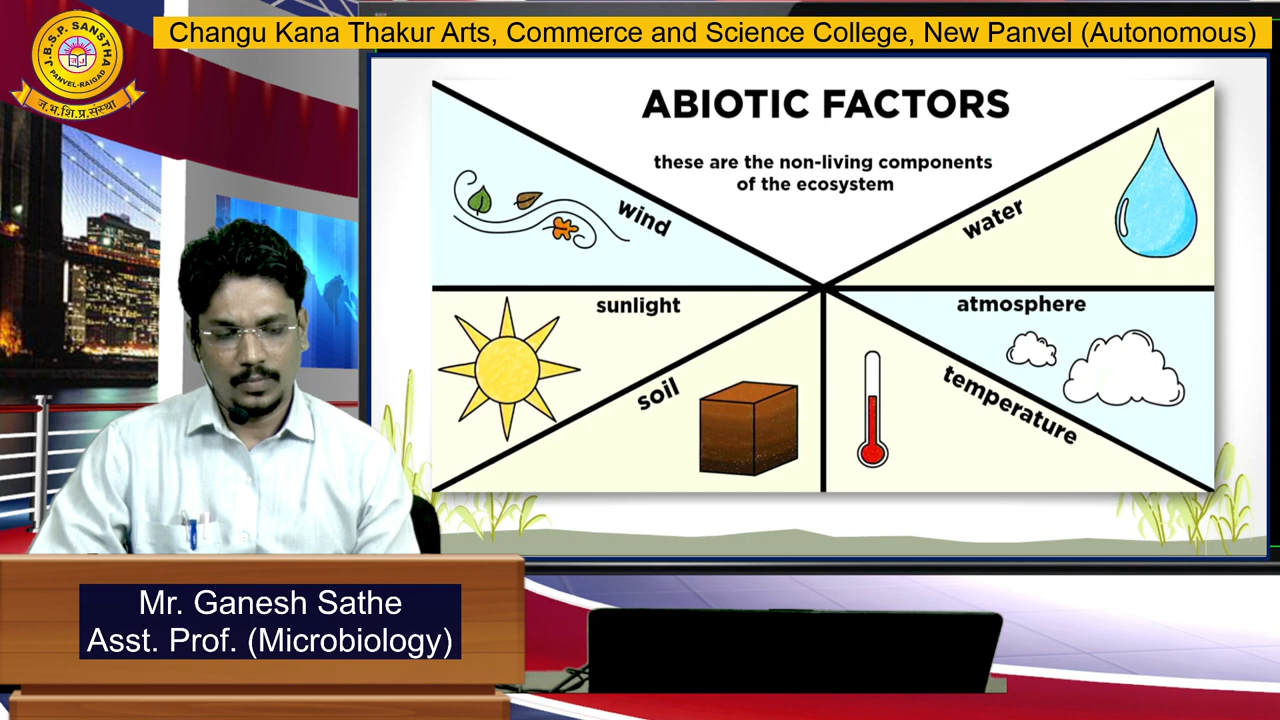 J.B.S.P. SANSTHA
PANVEL-RAIGAD
ज.भ.शि.प्र.संस्था
Changu Kana Thakur Arts, Commerce and Science College, New Panvel (Autonomous)
ABIOTIC FACTORS
these are the non-living components
of the ecosystem
wind
water
sunlight
atmosphere
soil
temperature
Mr. Ganesh Sathe
Asst. Prof. (Microbiology)